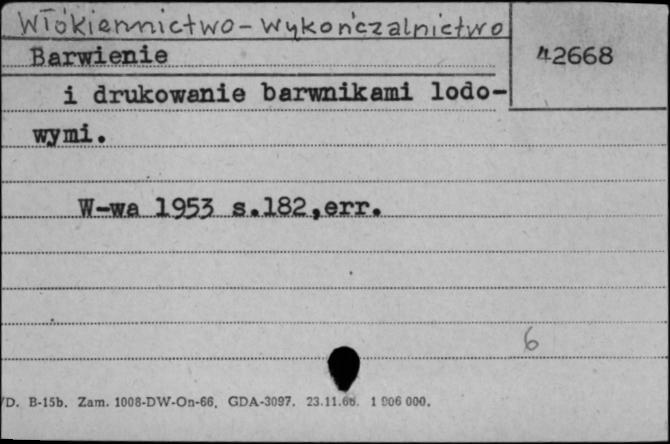 Włókiennictwo - Wykończalnictwo
Barwienie
42668
i drukowanie barwnikami lodo-
wymi.
W-wa 1953 s.182,err.
6
/D. B-15b. Zam. 1008-DW-On-66. GDA-3097. 23.11.66. 1 906 000.